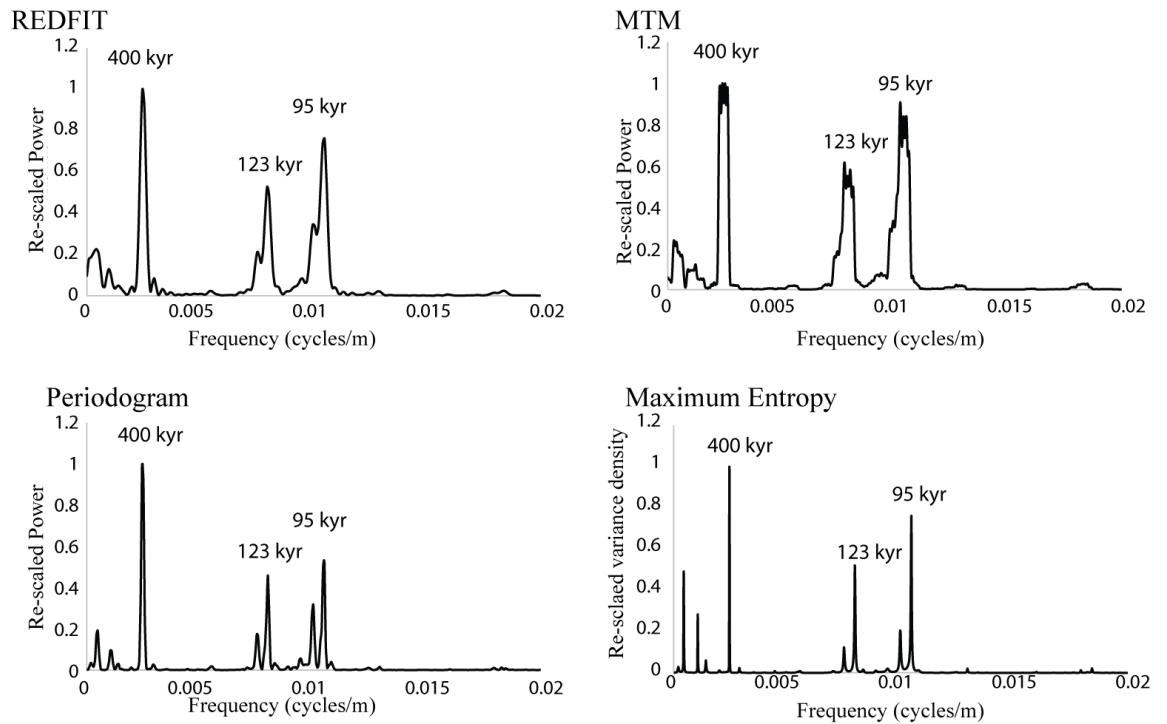 REDFIT
1.2
1
0.8
0.6
0.4
0.2
0
Re-scaled Power
400 kyr
123 kyr
95 kyr
0 0.005 0.01 0.015 0.02
Frequency (cycles/m)
MTM
1.2
1
0.8
0.6
0.4
0.2
0
Re-scaled Power
400 kyr
123 kyr
95 kyr
0 0.005 0.01 0.015 0.02
Frequency (cycles/m)
Periodogram
1.2
1
0.8
0.6
0.4
0.2
0
Re-scaled Power
400 kyr
123 kyr
95 kyr
0 0.005 0.01 0.015 0.02
Frequency (cycles/m)
Maximum Entropy
1.2
1
0.8
0.6
0.4
0.2
0
Re-sclaed variance density
400 kyr
123 kyr
95 kyr
0 0.005 0.01 0.015 0.02
Frequency (cycles/m)